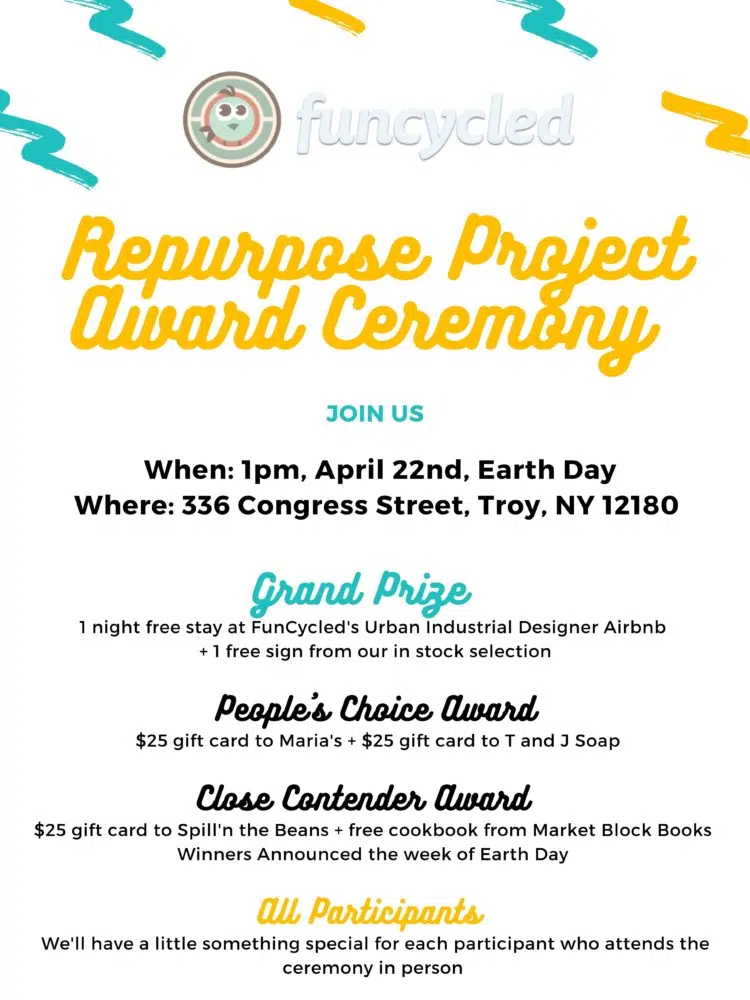 funcycled
Repurpose Project
Award Ceremony
JOIN US
When: 1pm, April 22nd, Earth Day
Where: 336 Congress Street, Troy, NY 12180
Grand Prize
1 night free stay at FunCycled's Urban Industrial Designer Airbnb
+ 1 free sign from our in stock selection
People's Choice Award
$25 gift card to Maria's + $25 gift card to T and J Soap
Close Contender Award
$25 gift card to Spill'n the Beans + free cookbook from Market Block Books
Winners Announced the week of Earth Day
All Participants
We'll have a little something special for each participant who attends the
ceremony in person